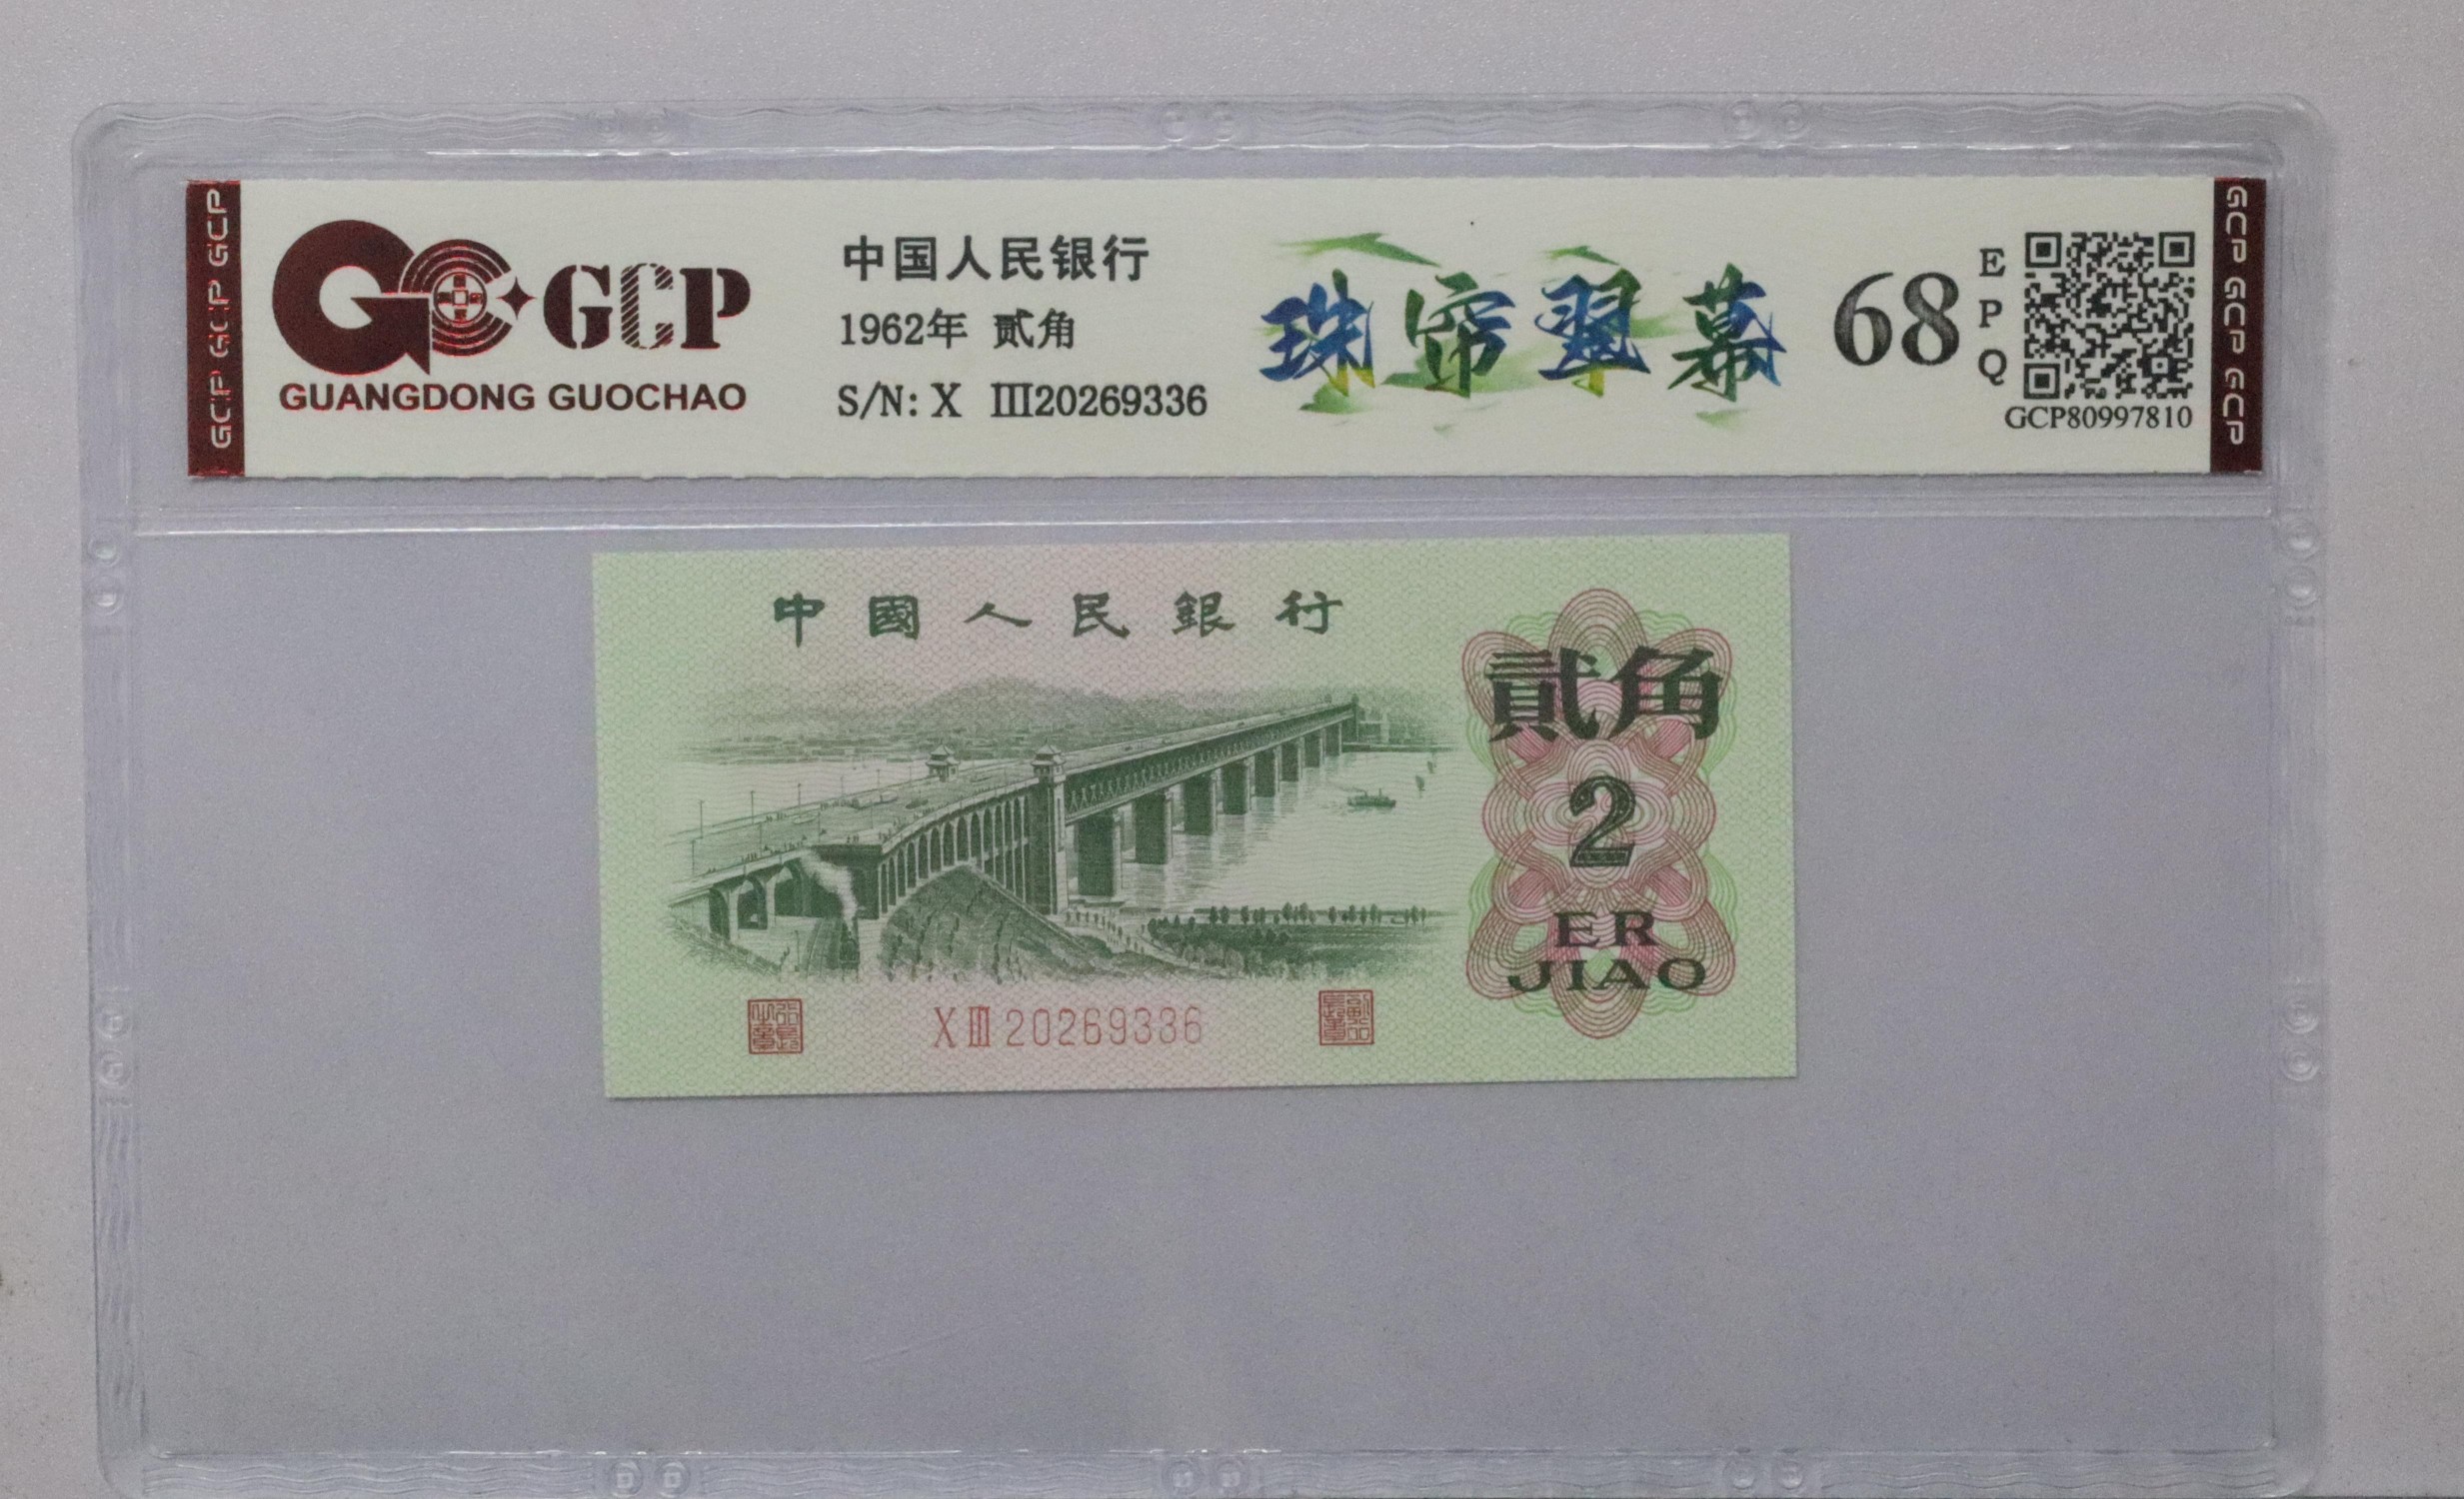 GCP GCP GCP
GCP
GUANGDONG GUOCHAO
中国人民银行
1962年 贰角
S/N: X Ⅲ20269336
珠帘翠幕
68
EPQ
GCP80997810
GCP GCP GCP
中國人民銀行
貳角
2
ER
JIAO
XⅢ20269336